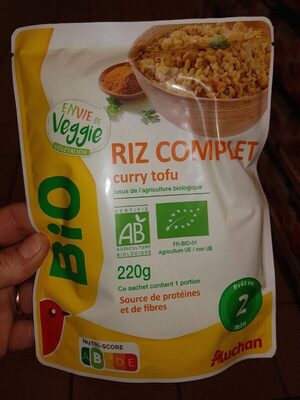 ENVIE DE
Veggie
VÉGÉTARIEN
BIO
RIZ COMPLET
curry tofu
issus de l'agriculture biologique
CERTIFIÉ
AB
AGRICULTURE
BIOLOGIQUE
FR-BIO-01
Agriculture UE / non UE
220g
Ce sachet contient 1 portion
Source de protéines
et de fibres
Prêt en
2
min
NUTRI-SCORE
A B C D E
Auchan